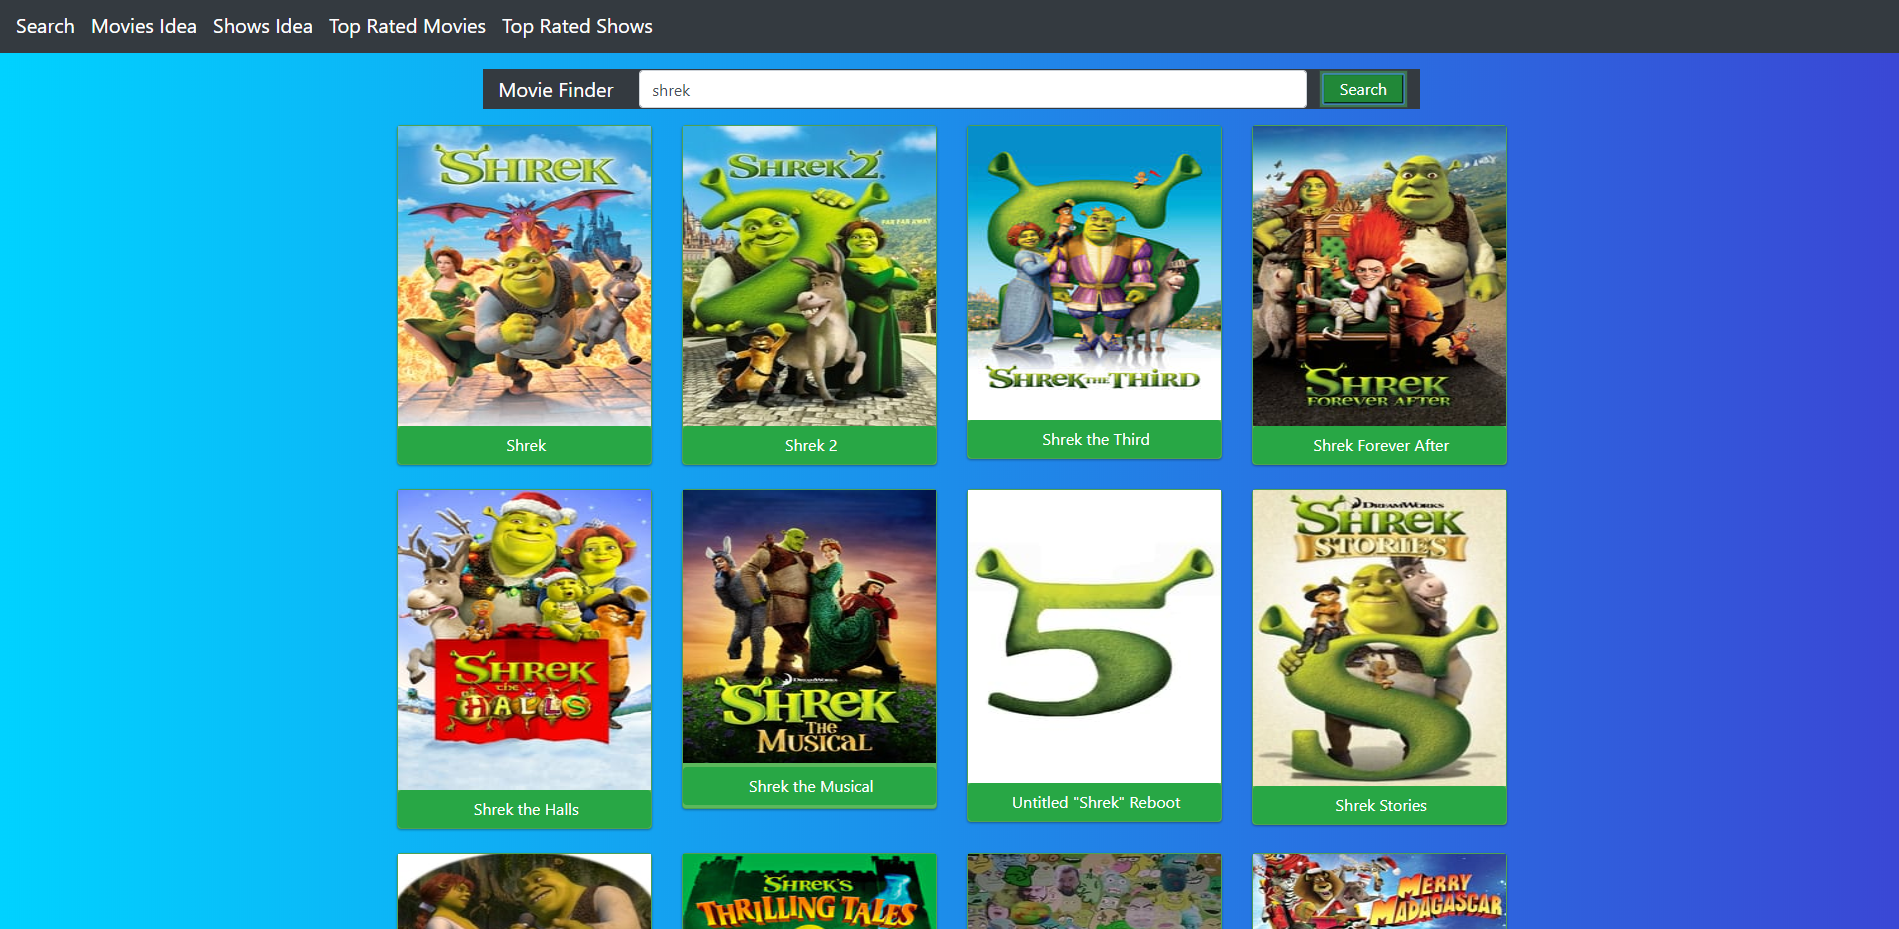 Search Movies Idea Shows Idea Top Rated Movies Top Rated Shows
Movie Finder shrek Search
SHREK
SHREK 2
FAR FAR AWAY
SHREK THE THIRD
SHREK
FOREVER AFTER
Shrek
Shrek 2
Shrek the Third
Shrek Forever After
SHREK
THE
HALLS
DREAMWORKS
SHREK
THE
MUSICAL
5
DREAMWORKS
SHREK
STORIES
Shrek the Halls
Shrek the Musical
Untitled "Shrek" Reboot
Shrek Stories
SHREK'S
THRILLING TALES
MERRY
MADAGASCAR